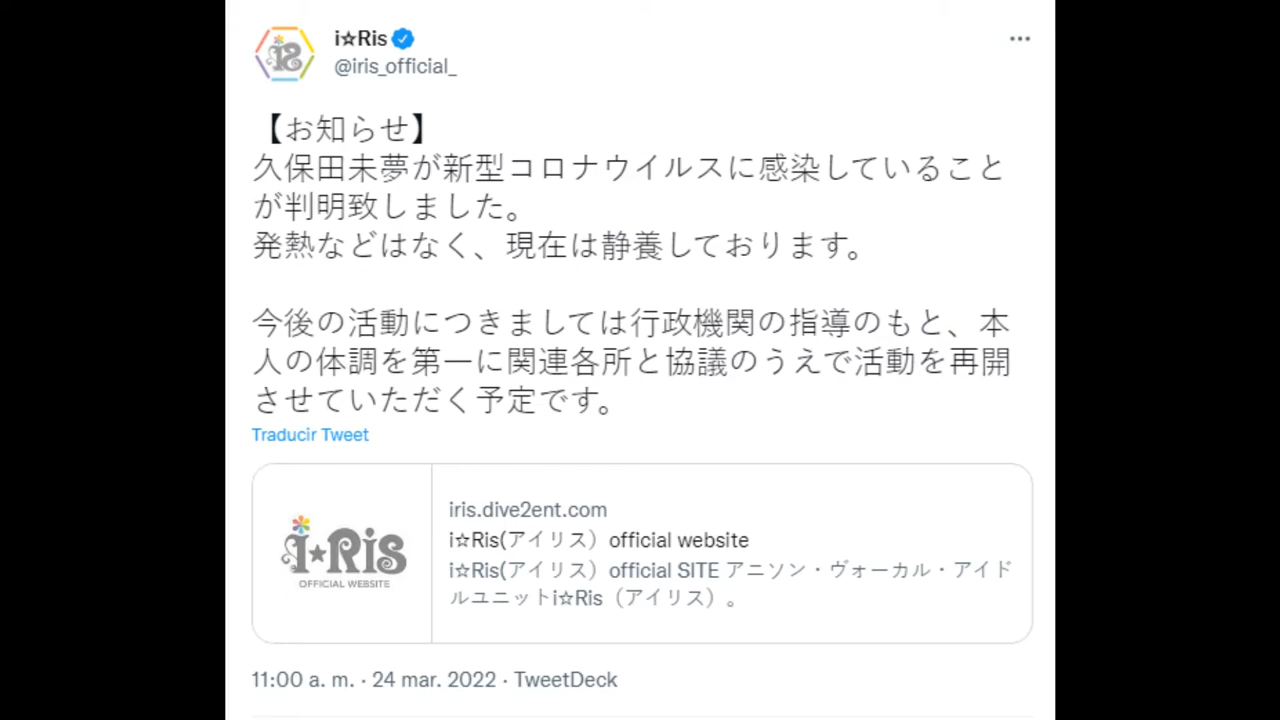 i☆Ris
@iris_official_
【お知らせ】
久保田未夢が新型コロナウイルスに感染していること
が判明致しました。
発熱などはなく、現在は静養しております。
今後の活動につきましては行政機関の指導のもと、本
人の体調を第一に関連各所と協議のうえで活動を再開
させていただく予定です。
Traducir Tweet
i★Ris
OFFICIAL WEBSITE
iris.dive2ent.com
i☆Ris(アイリス）official website
i☆Ris(アイリス）official SITE アニソン・ヴォーカル・アイド
ルユニットi☆Ris（アイリス）。
11:00 a. m. · 24 mar. 2022 · TweetDeck